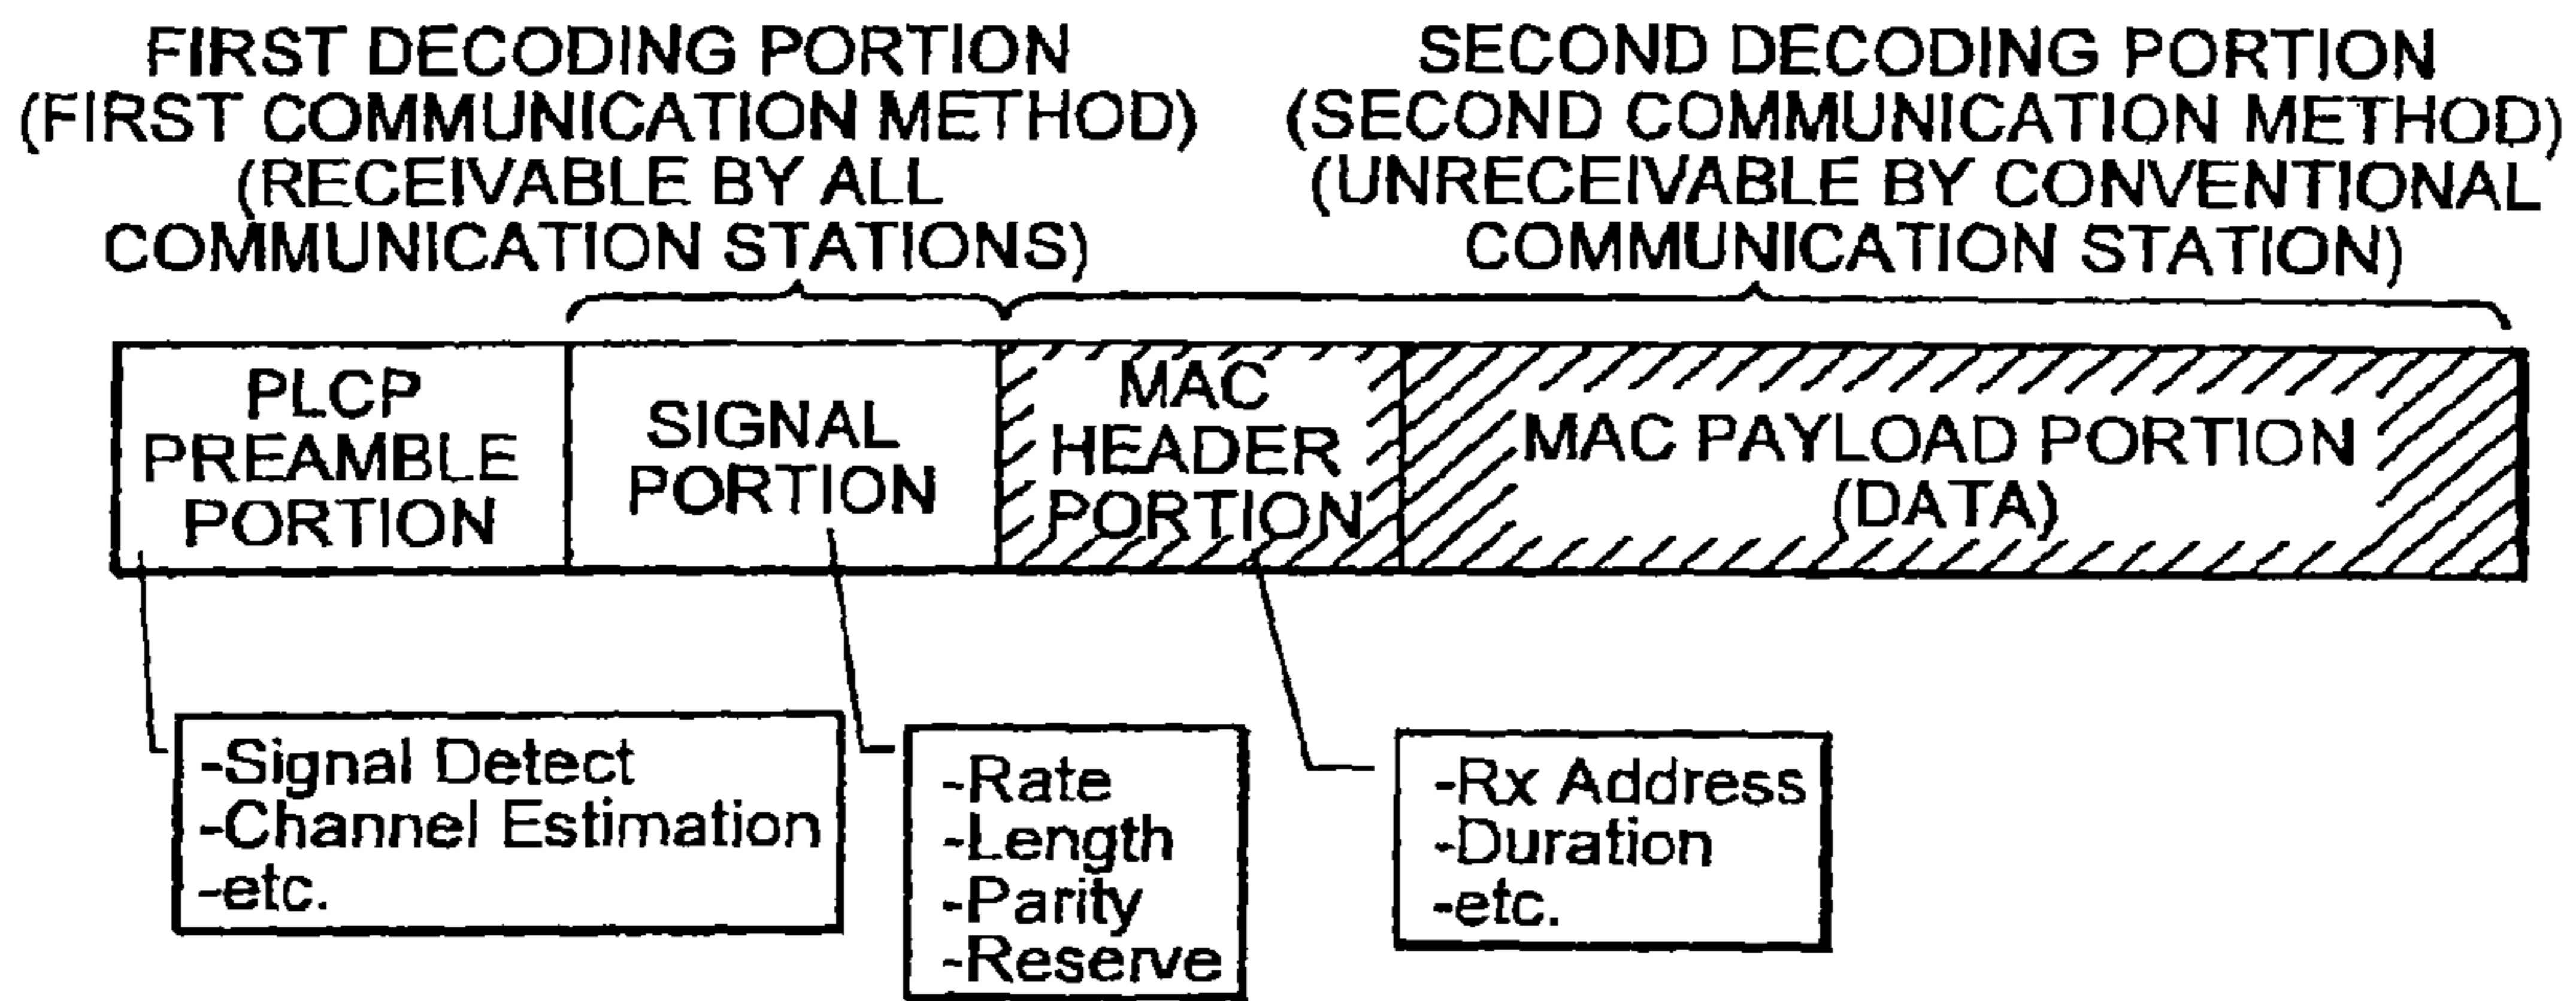 FIRST DECODING PORTION
(FIRST COMMUNICATION METHOD)
(RECEIVABLE BY ALL
COMMUNICATION STATIONS)
SECOND DECODING PORTION
(SECOND COMMUNICATION METHOD)
(UNRECEIVABLE BY CONVENTIONAL
COMMUNICATION STATION)
PLCP
PREAMBLE
PORTION
SIGNAL
PORTION
MAC
HEADER
PORTION
MAC PAYLOAD PORTION
(DATA)
-Signal Detect
-Channel Estimation
-etc.
-Rate
-Length
-Parity
-Reserve
-Rx Address
-Duration
-etc.